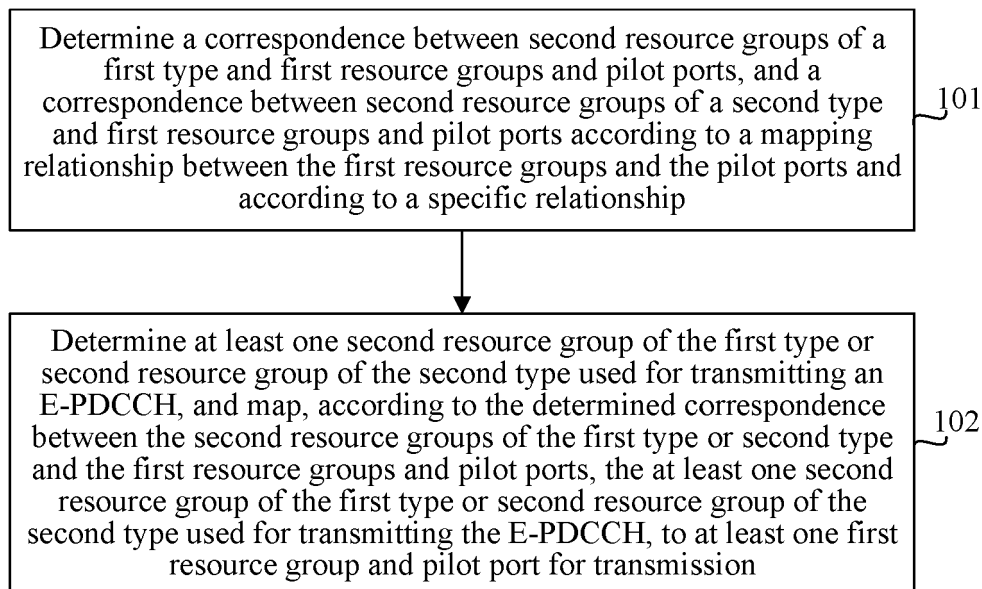 Determine a correspondence between second resource groups of a
first type and first resource groups and pilot ports, and a
correspondence between second resource groups of a second type
and first resource groups and pilot ports according to a mapping
relationship between the first resource groups and the pilot ports and
according to a specific relationship
101
Determine at least one second resource group of the first type or
second resource group of the second type used for transmitting an
E-PDCCH, and map, according to the determined correspondence
between the second resource groups of the first type or second type
and the first resource groups and pilot ports, the at least one second
resource group of the first type or second resource group of the
second type used for transmitting the E-PDCCH, to at least one first
resource group and pilot port for transmission
102